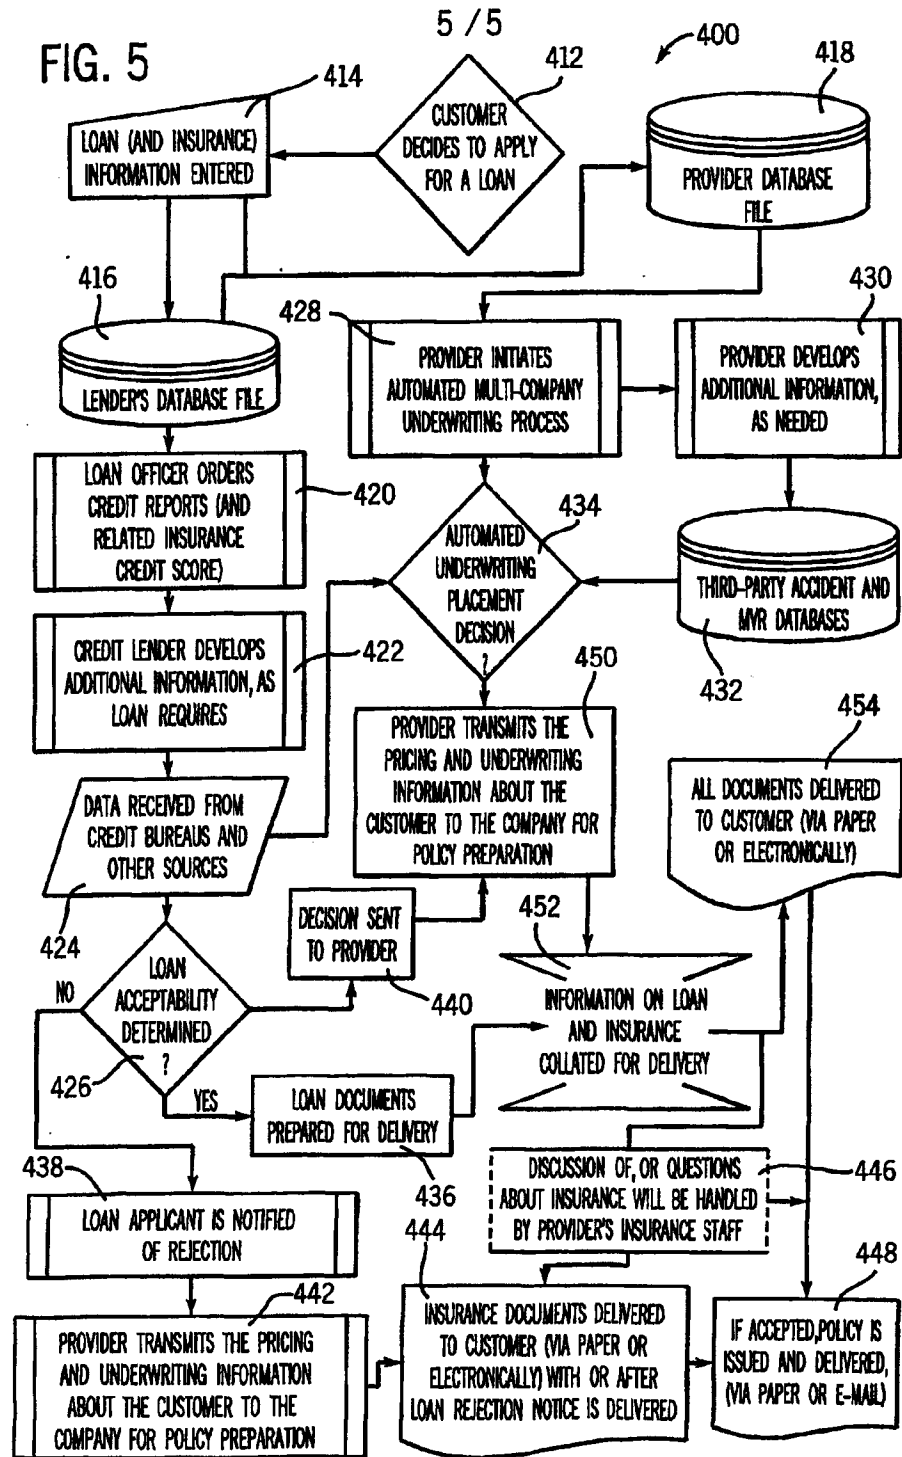 5 / 5
FIG. 5
400
412
414
418
CUSTOMER
DECIDES TO APPLY
FOR A LOAN
LOAN (AND INSURANCE)
INFORMATION ENTERED
PROVIDER DATABASE
FILE
416
LENDER'S DATABASE FILE
428
PROVIDER INITIATES
AUTOMATED MULTI-COMPANY
UNDERWRITING PROCESS
430
PROVIDER DEVELOPS
ADDITIONAL INFORMATION,
AS NEEDED
LOAN OFFICER ORDERS
CREDIT REPORTS (AND
RELATED INSURANCE
CREDIT SCORE)
420
434
AUTOMATED
UNDERWRITING
PLACEMENT
DECISION
?
THIRD-PARTY ACCIDENT AND
MVR DATABASES
432
CREDIT LENDER DEVELOPS
ADDITIONAL INFORMATION, AS
LOAN REQUIRES
422
450
PROVIDER TRANSMITS THE
PRICING AND UNDERWRITING
INFORMATION ABOUT THE
CUSTOMER TO THE COMPANY FOR
POLICY PREPARATION
454
ALL DOCUMENTS DELIVERED
TO CUSTOMER (VIA PAPER
OR ELECTRONICALLY)
DATA RECEIVED FROM
CREDIT BUREAUS AND
OTHER SOURCES
424
DECISION SENT
TO PROVIDER
440
452
INFORMATION ON LOAN
AND INSURANCE
COLLATED FOR DELIVERY
NO
LOAN
ACCEPTABILITY
DETERMINED
?
426
YES
LOAN DOCUMENTS
PREPARED FOR DELIVERY
436
438
LOAN APPLICANT IS NOTIFIED
OF REJECTION
DISCUSSION OF, OR QUESTIONS
ABOUT INSURANCE WILL BE HANDLED
BY PROVIDER'S INSURANCE STAFF
446
442
PROVIDER TRANSMITS THE PRICING
AND UNDERWRITING INFORMATION
ABOUT THE CUSTOMER TO THE
COMPANY FOR POLICY PREPARATION
444
INSURANCE DOCUMENTS DELIVERED
TO CUSTOMER (VIA PAPER OR
ELECTRONICALLY) WITH OR AFTER
LOAN REJECTION NOTICE IS DELIVERED
448
IF ACCEPTED, POLICY IS
ISSUED AND DELIVERED,
(VIA PAPER OR E-MAIL)